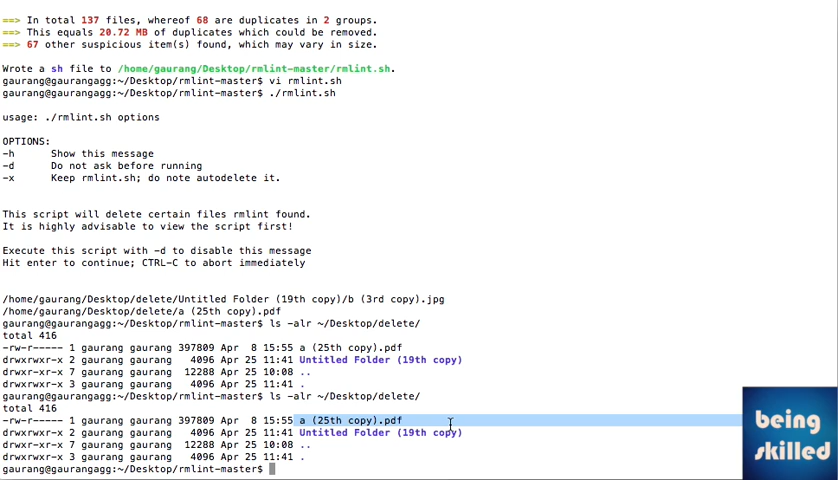 ==> In total 137 files, whereof 68 are duplicates in 2 groups.
==> This equals 20.72 MB of duplicates which could be removed.
==> 67 other suspicious item(s) found, which may vary in size.
Wrote a sh file to /home/gaurang/Desktop/rmlint-master/rmlint.sh.
gaurang@gaurangagg:~/Desktop/rmlint-master$ vi rmlint.sh
gaurang@gaurangagg:~/Desktop/rmlint-master$ ./rmlint.sh
usage: ./rmlint.sh options
OPTIONS:
-h      Show this message
-d      Do not ask before running
-x      Keep rmlint.sh; do note autodelete it.
This script will delete certain files rmlint found.
It is highly advisable to view the script first!
Execute this script with -d to disable this message
Hit enter to continue; CTRL-C to abort immediately
/home/gaurang/Desktop/delete/Untitled Folder (19th copy)/b (3rd copy).jpg
/home/gaurang/Desktop/delete/a (25th copy).pdf
gaurang@gaurangagg:~/Desktop/rmlint-master$ ls -alr ~/Desktop/delete/
total 416
-rw-r----- 1 gaurang gaurang 397809 Apr  8 15:55 a (25th copy).pdf
drwxrwxr-x 2 gaurang gaurang   4096 Apr 25 11:41 Untitled Folder (19th copy)
drwxrwxr-x 7 gaurang gaurang  12288 Apr 25 10:08 ..
drwxrwxr-x 3 gaurang gaurang   4096 Apr 25 11:41 .
gaurang@gaurangagg:~/Desktop/rmlint-master$ ls -alr ~/Desktop/delete/
total 416
-rw-r----- 1 gaurang gaurang 397809 Apr  8 15:55 a (25th copy).pdf
drwxrwxr-x 2 gaurang gaurang   4096 Apr 25 11:41 Untitled Folder (19th copy)
drwxrwxr-x 7 gaurang gaurang  12288 Apr 25 10:08 ..
drwxrwxr-x 3 gaurang gaurang   4096 Apr 25 11:41 .
gaurang@gaurangagg:~/Desktop/rmlint-master$
being
skilled